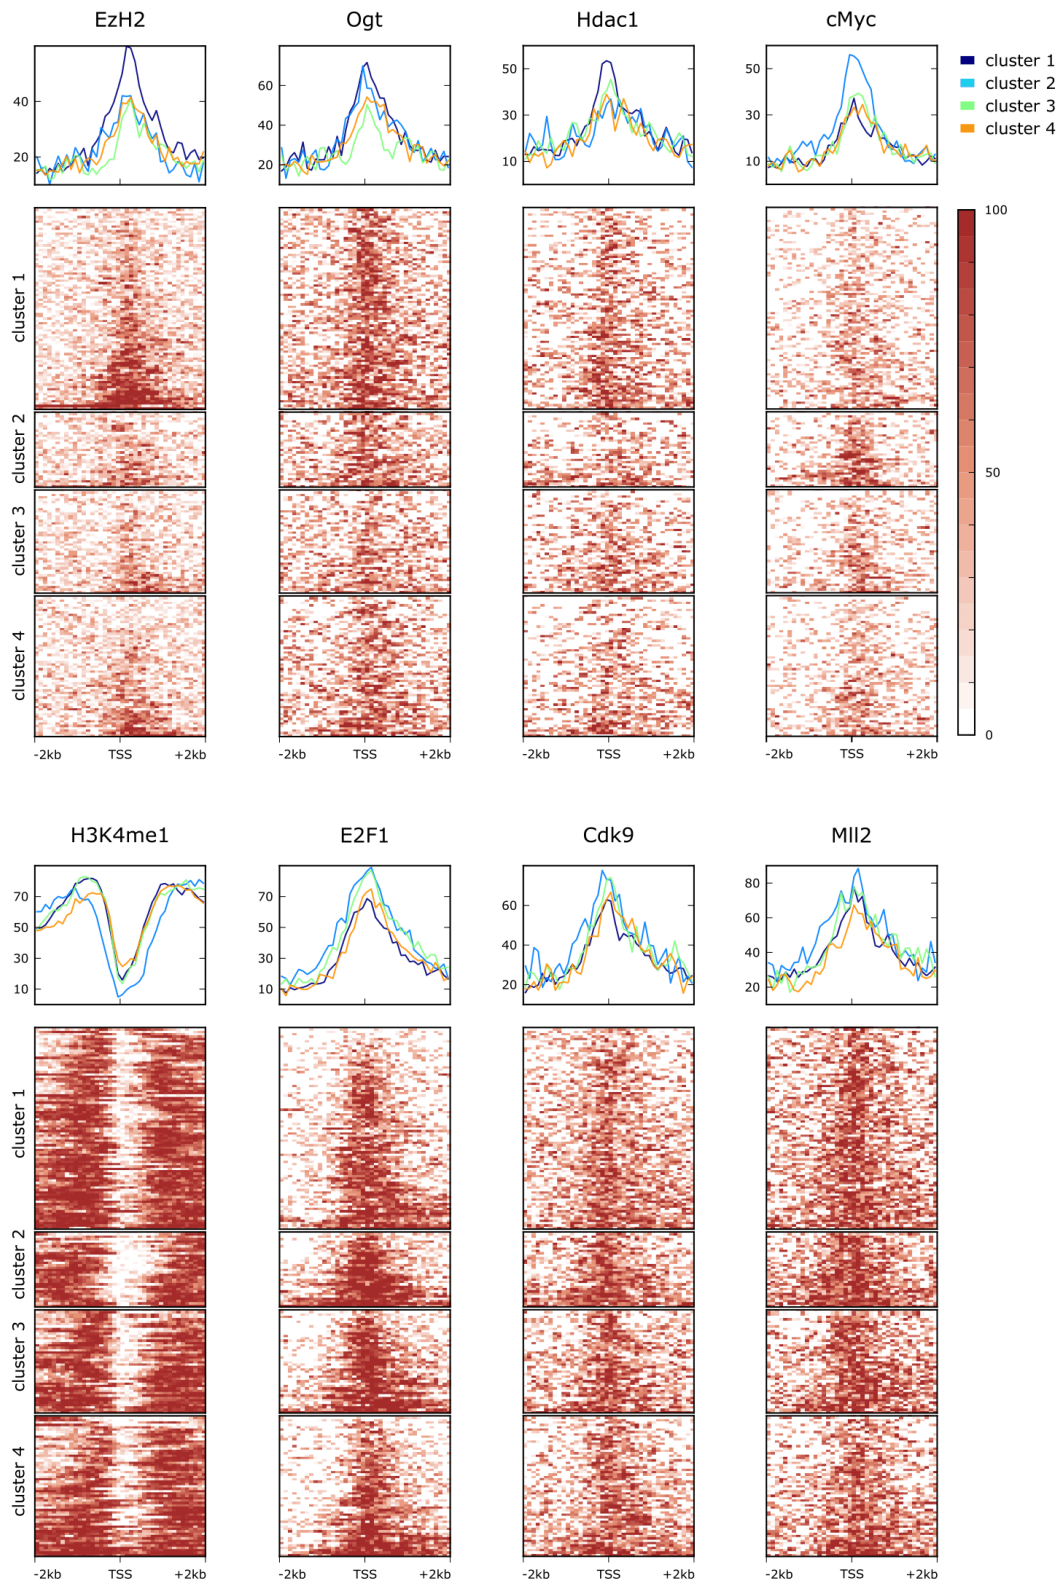 EzH2 Ogt Hdac1 cMyc
40
20
60
40
20
50
30
10
50
30
10
cluster 1
cluster 2
cluster 3
cluster 4
cluster 1
cluster 2
cluster 3
cluster 4
100
50
0
-2kb TSS +2kb -2kb TSS +2kb -2kb TSS +2kb -2kb TSS +2kb
H3K4me1 E2F1 Cdk9 Mll2
70
50
30
10
70
50
30
10
60
40
20
80
60
40
20
cluster 1
cluster 2
cluster 3
cluster 4
-2kb TSS +2kb -2kb TSS +2kb -2kb TSS +2kb -2kb TSS +2kb